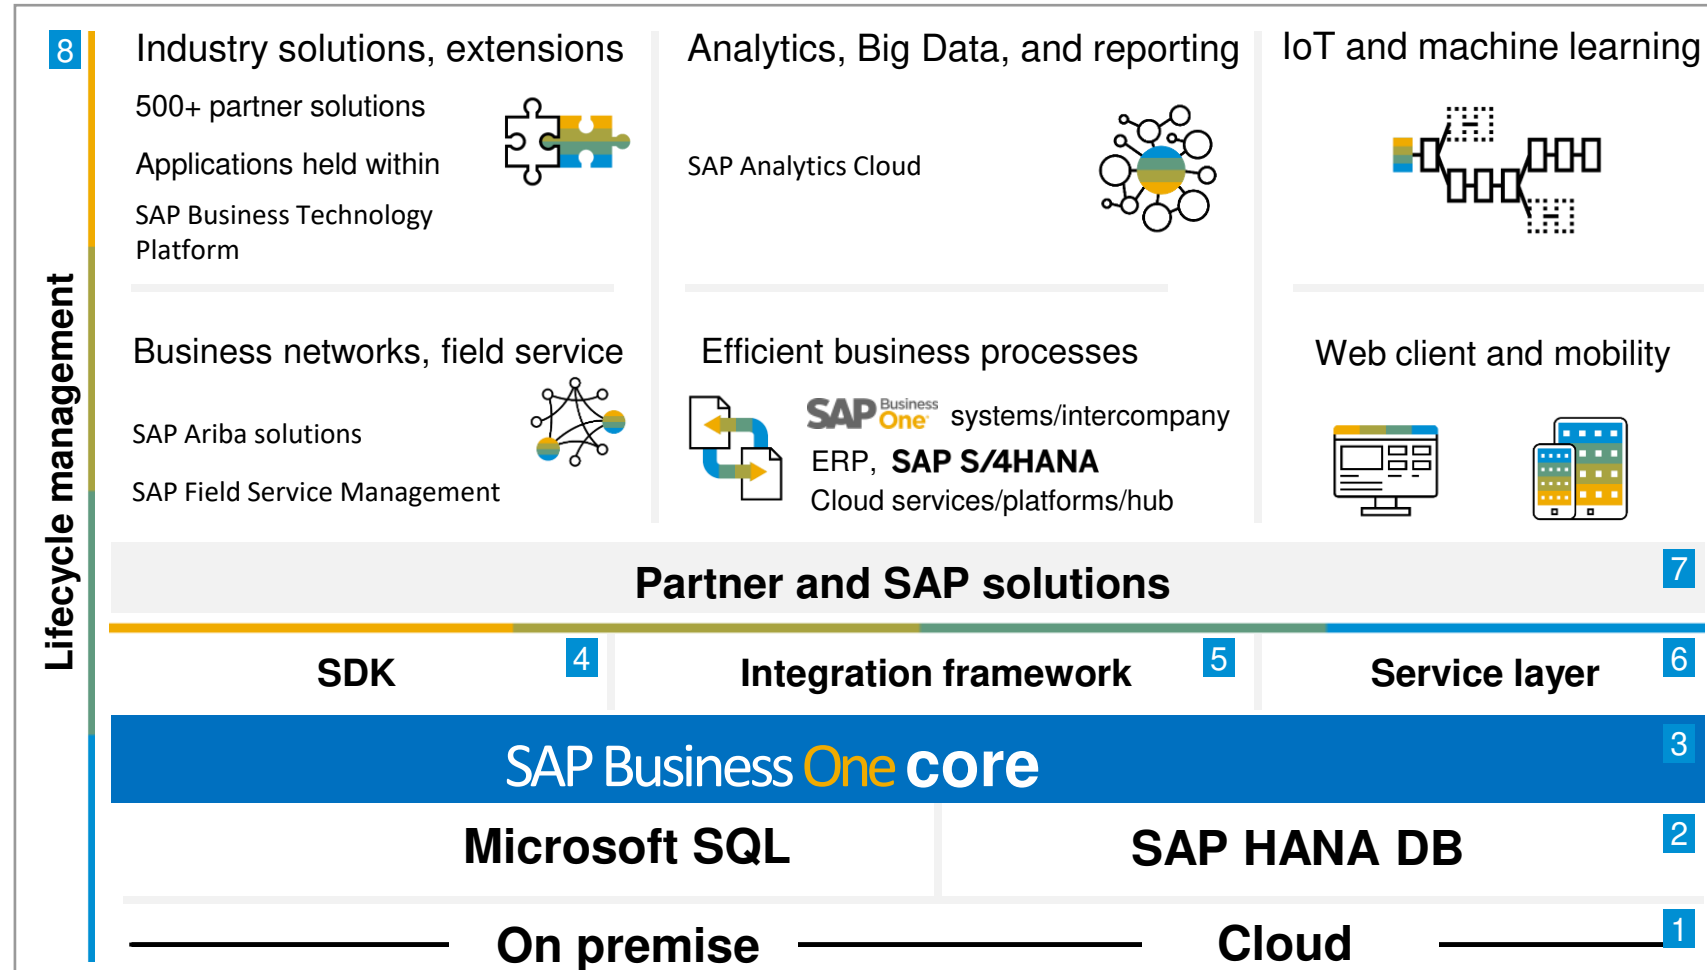 8
Industry solutions, extensions
500+ partner solutions
Applications held within
SAP Business Technology
Platform
Analytics, Big Data, and reporting
SAP Analytics Cloud
IoT and machine learning
Lifecycle management
Business networks, field service
SAP Ariba solutions
SAP Field Service Management
Efficient business processes
SAP Business One systems/intercompany
ERP, SAP S/4HANA
Cloud services/platforms/hub
Web client and mobility
Partner and SAP solutions 7
SDK 4
Integration framework 5
Service layer 6
SAP Business One core 3
Microsoft SQL
SAP HANA DB 2
On premise
Cloud 1